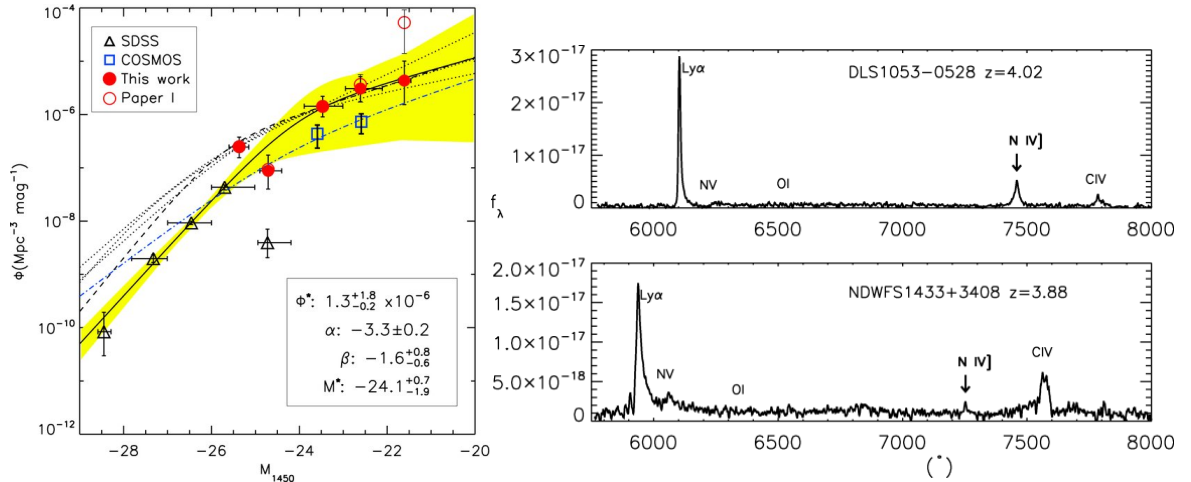 10⁻⁴
10⁻⁶
10⁻⁸
10⁻¹⁰
10⁻¹²
Φ(Mpc⁻³ mag⁻¹)
SDSS
COSMOS
This work
Paper I
Φ*: 1.3 +1.8 −0.2 ×10⁻⁶
α: −3.3±0.2
β: −1.6 +0.8 −0.6
M*: −24.1 +0.7 −1.9
−28 −26 −24 −22 −20
M₁₄₅₀
f_λ
3×10⁻¹⁷
2×10⁻¹⁷
1×10⁻¹⁷
0
Lyα
DLS1053−0528 z=4.02
N IV]
NV
OI
CIV
6000 6500 7000 7500 8000
2.0×10⁻¹⁷
1.5×10⁻¹⁷
1.0×10⁻¹⁷
5.0×10⁻¹⁸
0
Lyα
NDWFS1433+3408 z=3.88
N IV]
CIV
NV
OI
6000 6500 7000 7500 8000
(°)